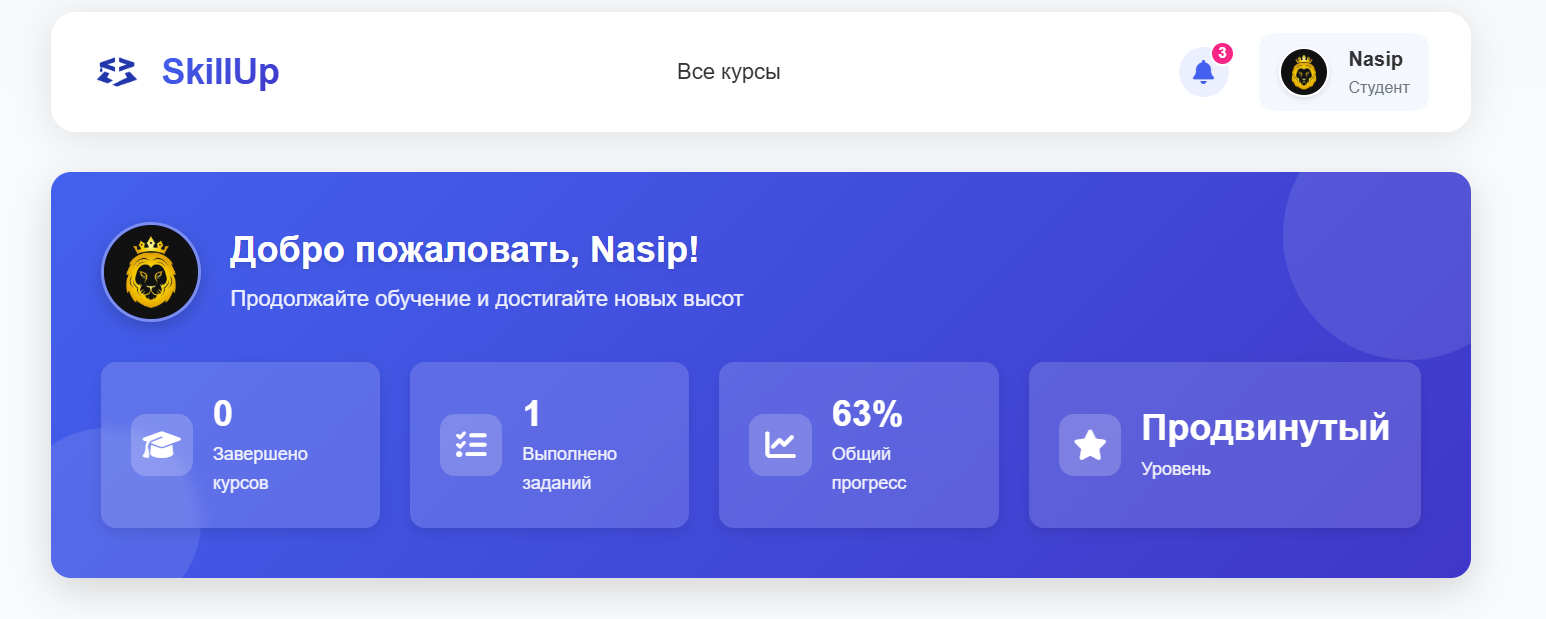 SkillUp
Все курсы
3
Nasip
Студент
Добро пожаловать, Nasip!
Продолжайте обучение и достигайте новых высот
0
Завершено
курсов
1
Выполнено
заданий
63%
Общий
прогресс
Продвинутый
Уровень